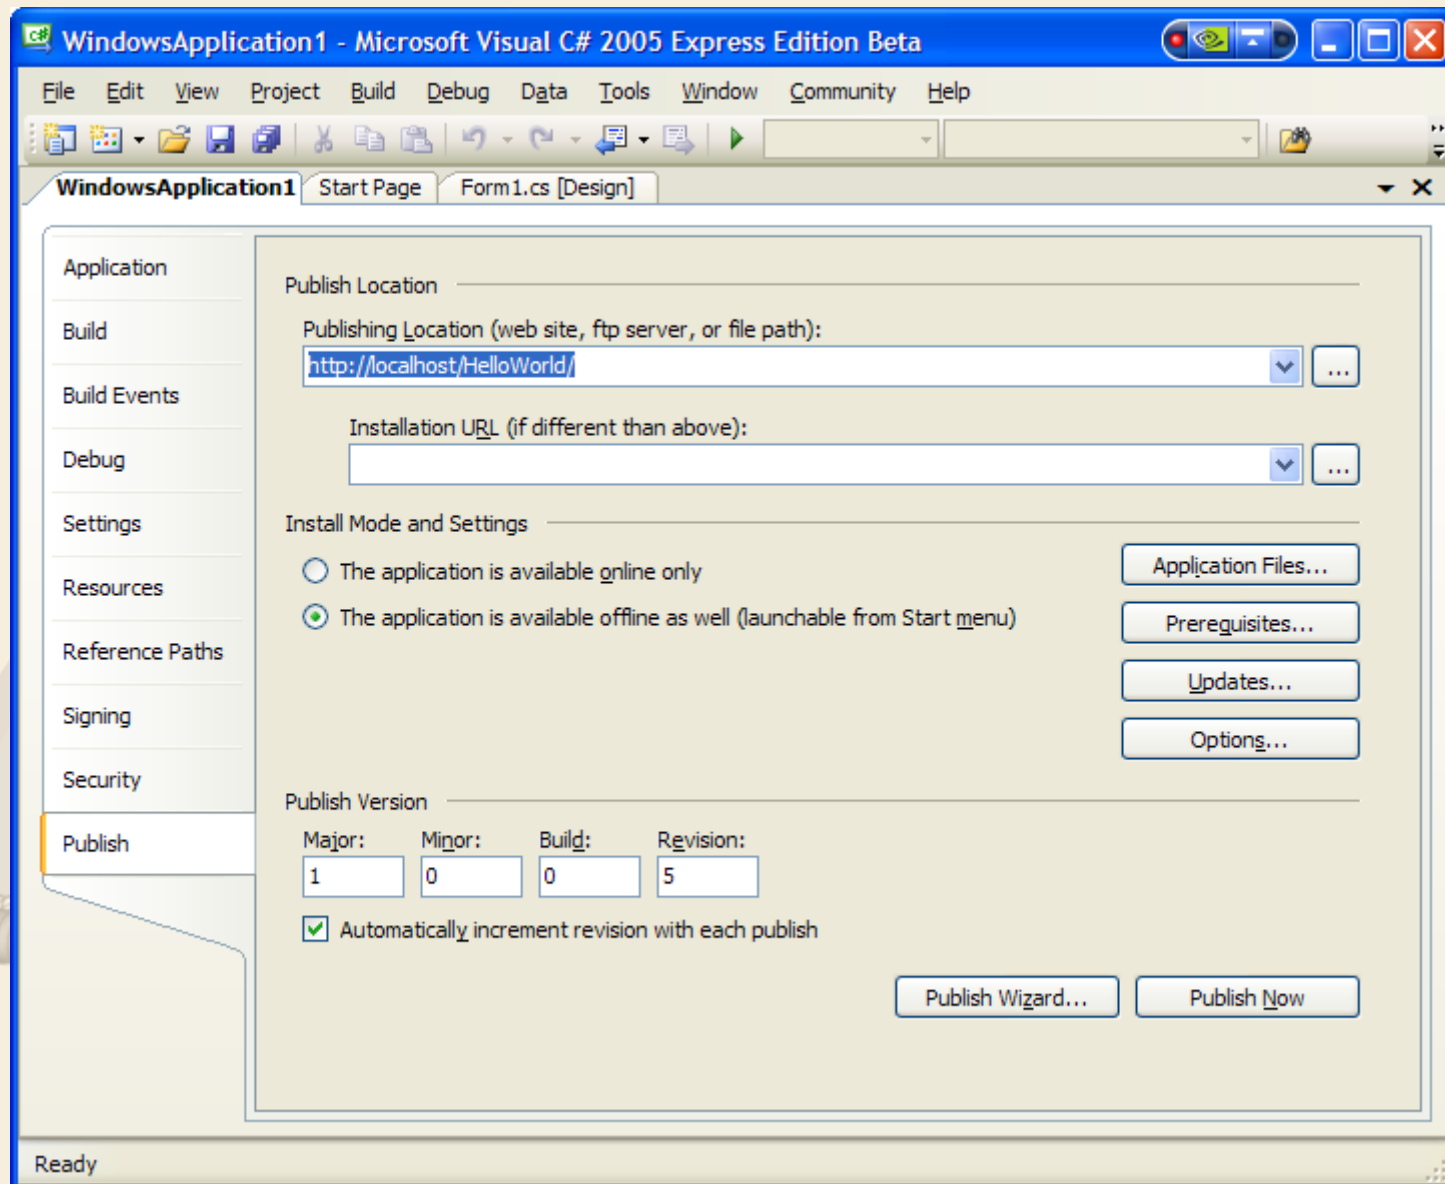 WindowsApplication1 - Microsoft Visual C# 2005 Express Edition Beta
File Edit View Project Build Debug Data Tools Window Community Help
WindowsApplication1 Start Page Form1.cs [Design]
Application
Build
Build Events
Debug
Settings
Resources
Reference Paths
Signing
Security
Publish
Publish Location
Publishing Location (web site, ftp server, or file path):
http://localhost/HelloWorld/
...
Installation URL (if different than above):
...
Install Mode and Settings
The application is available online only
The application is available offline as well (launchable from Start menu)
Application Files...
Prerequisites...
Updates...
Options...
Publish Version
Major: Minor: Build: Revision:
1 0 0 5
Automatically increment revision with each publish
Publish Wizard... Publish Now
Ready